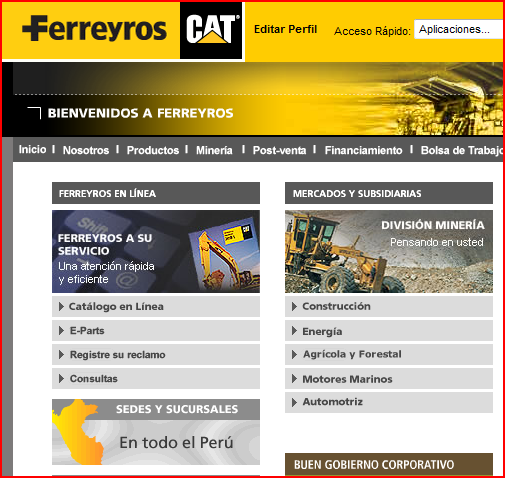 Ferreyros
CAT
Editar Perfil
Acceso Rápido:
Aplicaciones...
BIENVENIDOS A FERREYROS
Inicio | Nosotros | Productos | Minería | Post-venta | Financiamiento | Bolsa de Trabajo
FERREYROS EN LÍNEA
FERREYROS A SU
SERVICIO
Una atención rápida
y eficiente
Shift
@
CAT
Catálogo en Línea
E-Parts
Registre su reclamo
Consultas
SEDES Y SUCURSALES
En todo el Perú
MERCADOS Y SUBSIDIARIAS
DIVISIÓN MINERÍA
Pensando en usted
Construcción
Energía
Agrícola y Forestal
Motores Marinos
Automotriz
BUEN GOBIERNO CORPORATIVO